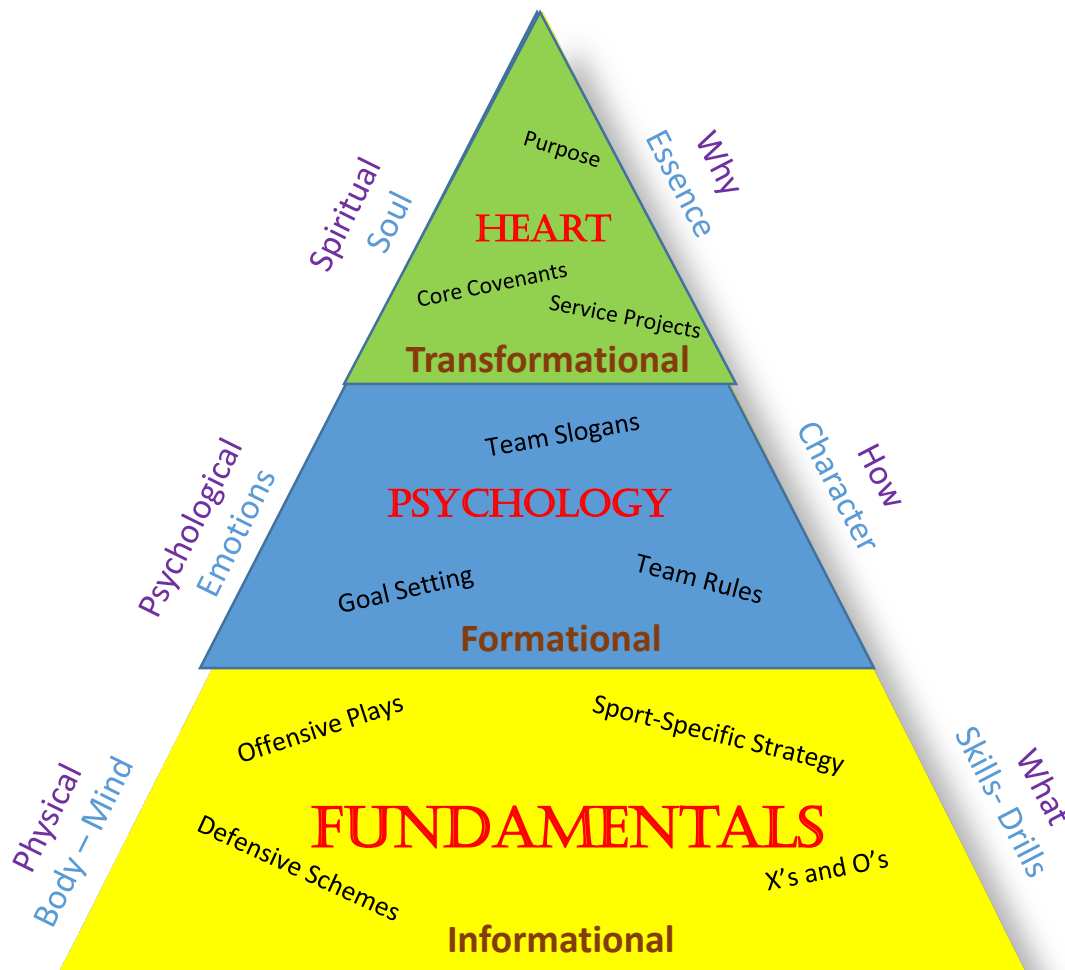 Purpose
HEART
Core Covenants
Service Projects
Transformational
Spiritual
Soul
Why
Essence
Team Slogans
PSYCHOLOGY
Goal Setting
Team Rules
Formational
Psychological
Emotions
How
Character
Offensive Plays
Sport-Specific Strategy
FUNDAMENTALS
Defensive Schemes
X’s and O’s
Informational
Physical
Body – Mind
What
Skills- Drills